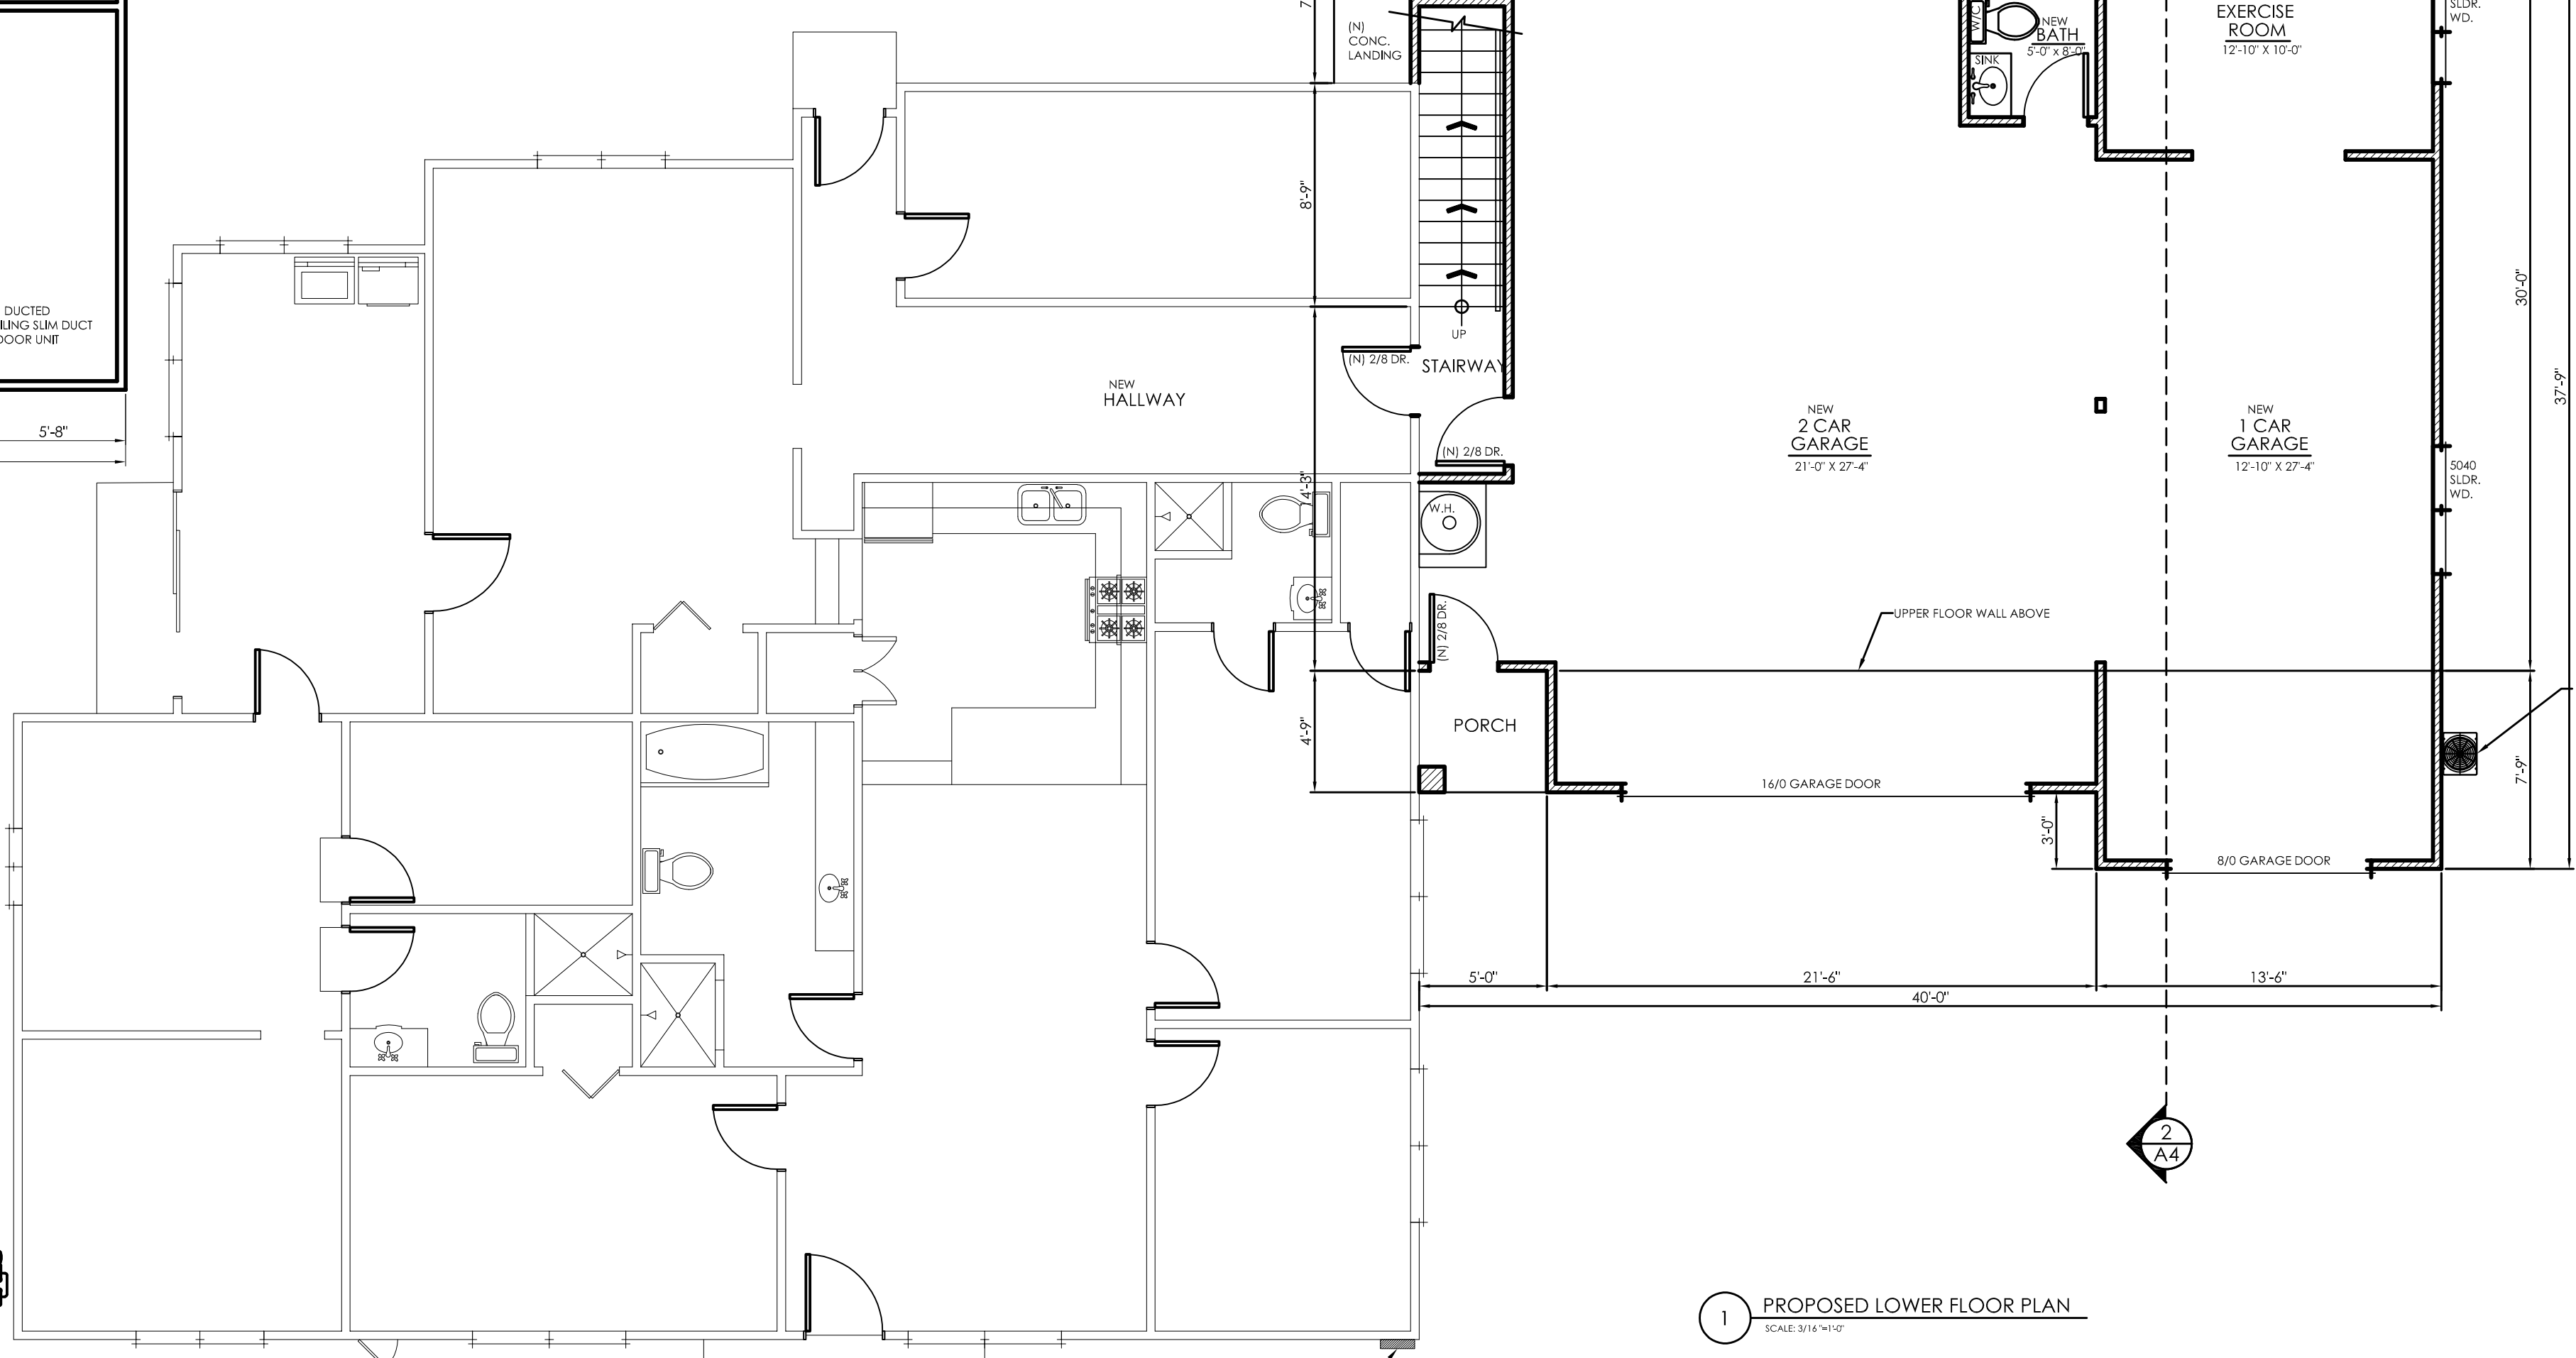 EXERCISE
ROOM
12'-10" X 10'-0"
SLDR.
WD.
W/C
NEW
BATH
5'-0" x 8'-0"
SINK
(N)
CONC.
LANDING
8'-9"
30'-0"
37'-9"
DUCTED
ILING SLIM DUCT
DOOR UNIT
5'-8"
UP
(N) 2/8 DR.
STAIRWAY
NEW
HALLWAY
(N) 2/8 DR.
NEW
2 CAR
GARAGE
21'-0" X 27'-4"
NEW
1 CAR
GARAGE
12'-10" X 27'-4"
5040
SLDR.
WD.
14'-3"
W.H.
(N) 2/8 DR.
UPPER FLOOR WALL ABOVE
4'-9"
PORCH
16/0 GARAGE DOOR
7'-9"
3'-0"
8/0 GARAGE DOOR
5'-0"
21'-6"
13'-6"
40'-0"
2
A4
1
PROPOSED LOWER FLOOR PLAN
SCALE: 3/16"=1'-0"